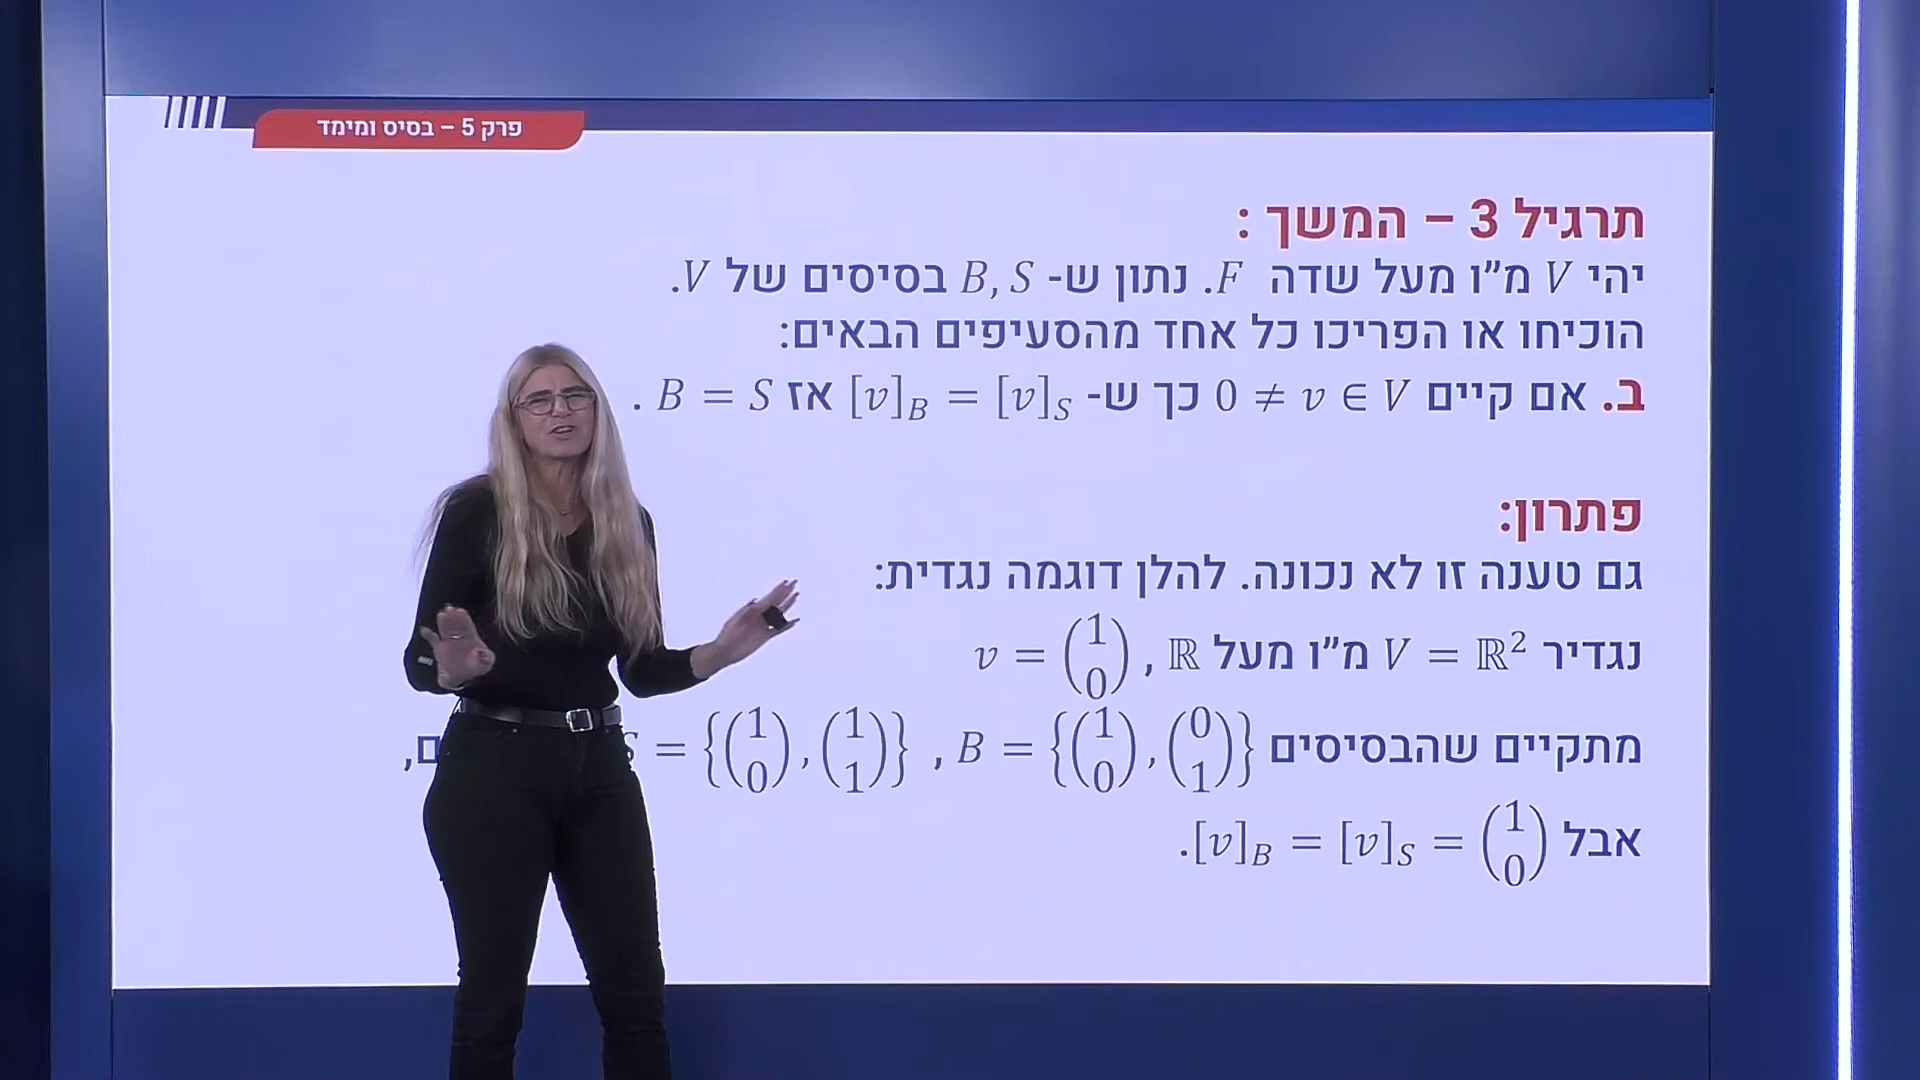 פרק 5 – בסיס ומימד
תרגיל 3 – המשך :
יהי V מ״ו מעל שדה F. נתון ש- B, S בסיסים של V.
הוכיחו או הפריכו כל אחד מהסעיפים הבאים:
ב. אם קיים 0 ≠ v ∈ V כך ש- [v]_B = [v]_S אז B = S .
פתרון:
גם טענה זו לא נכונה. להלן דוגמה נגדית:
נגדיר V = ℝ² מ״ו מעל ℝ , v = (1 0)
מתקיים שהבסיסים B = {(1 0), (0 1)} , S = {(1 0), (1 1)}
אבל [v]_B = [v]_S = (1 0).